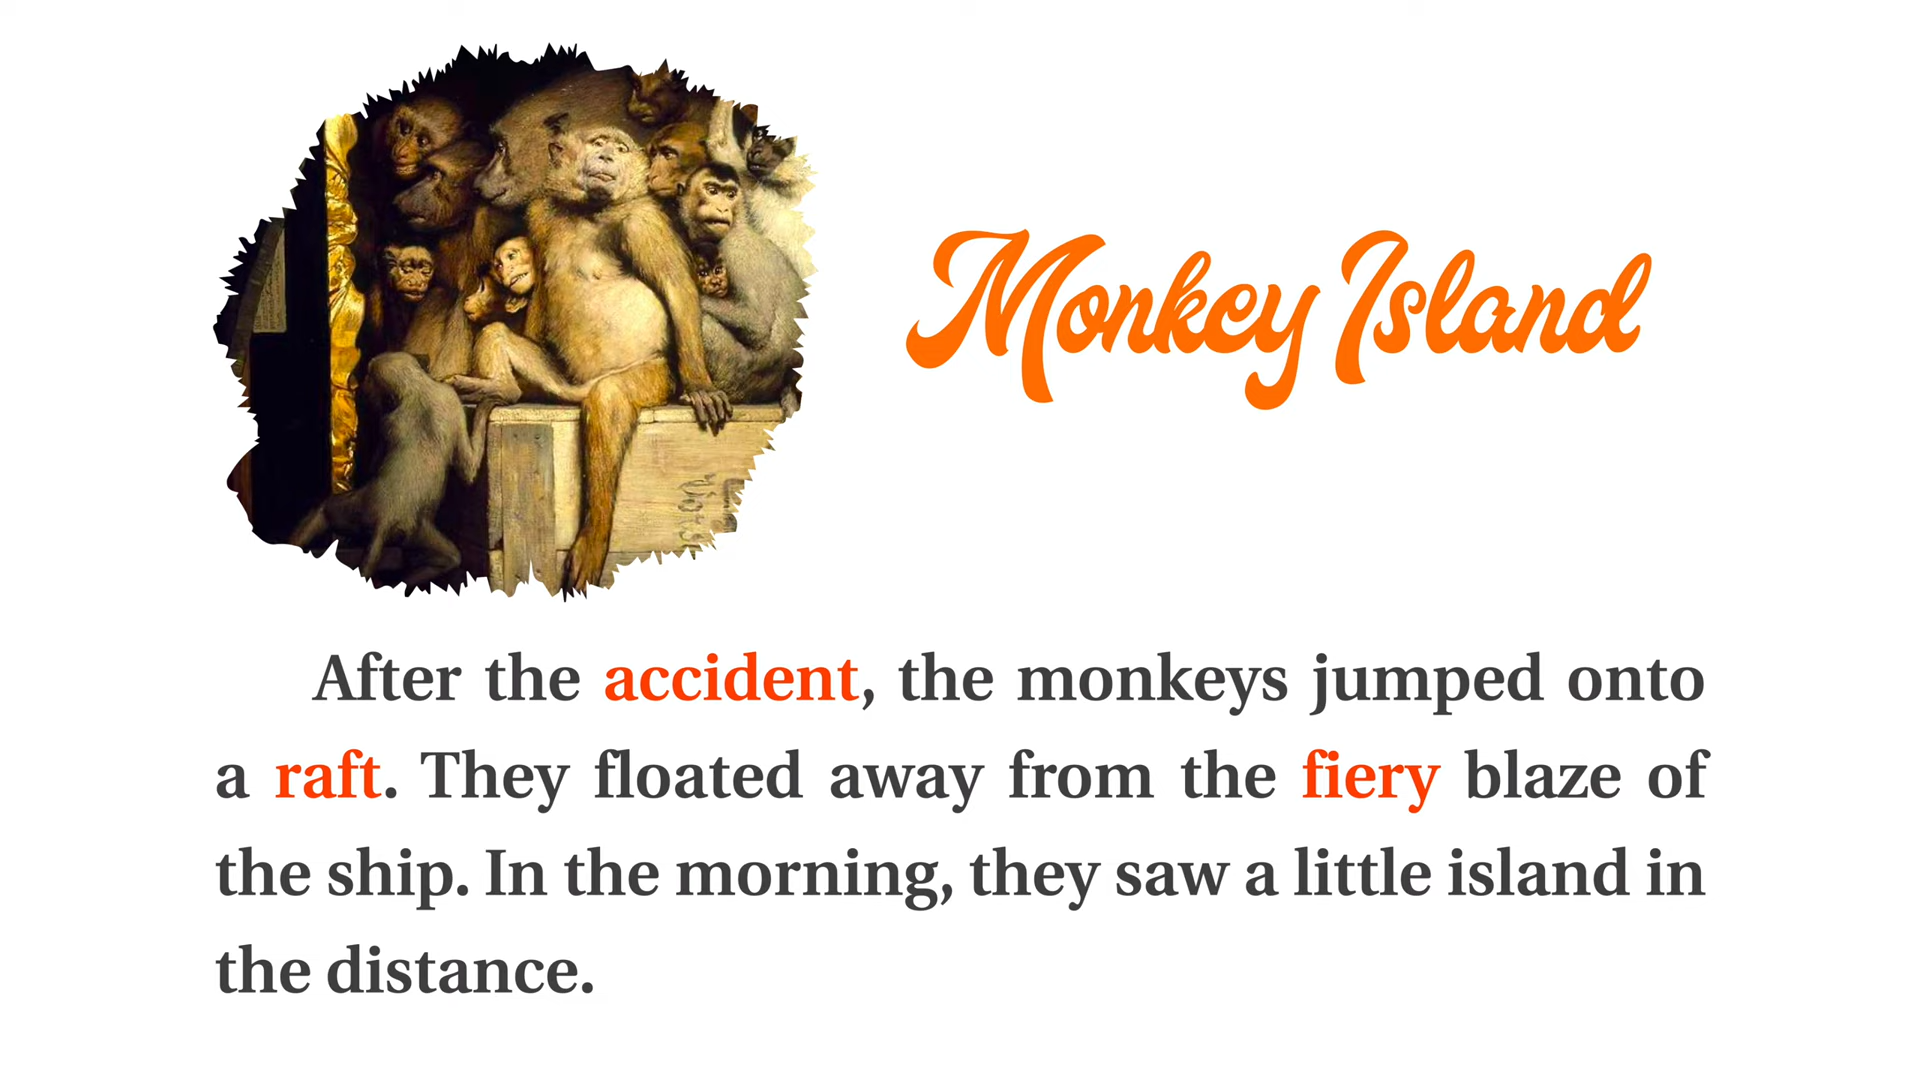 Monkey Island
After the accident, the monkeys jumped onto
a raft. They floated away from the fiery blaze of
the ship. In the morning, they saw a little island in
the distance.